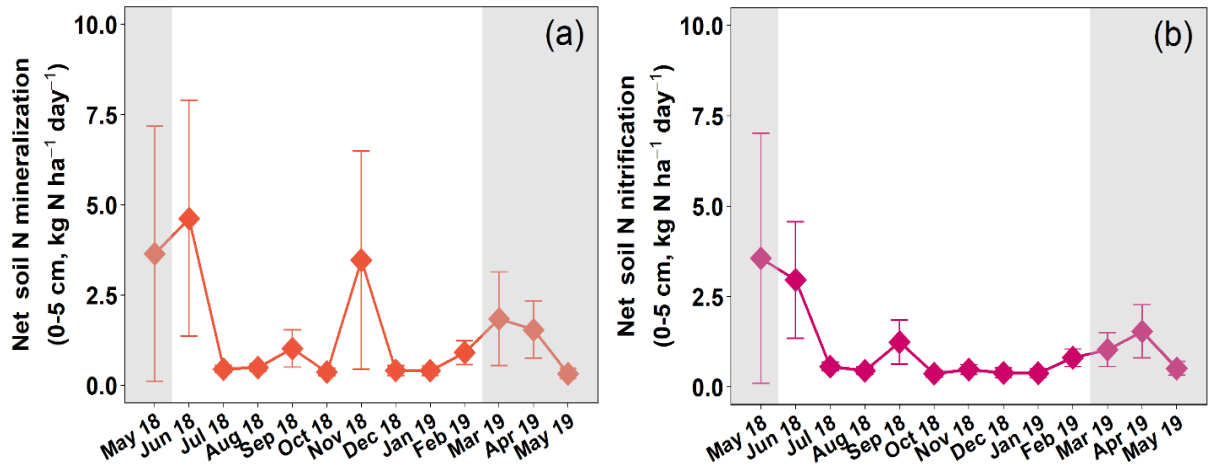 Net soil N mineralization
(0-5 cm, kg N ha⁻¹ day⁻¹)
10.0
7.5
5.0
2.5
0.0
(a)
May 18
Jun 18
Jul 18
Aug 18
Sep 18
Oct 18
Nov 18
Dec 18
Jan 19
Feb 19
Mar 19
Apr 19
May 19
Net soil N nitrification
(0-5 cm, kg N ha⁻¹ day⁻¹)
10.0
7.5
5.0
2.5
0.0
(b)
May 18
Jun 18
Jul 18
Aug 18
Sep 18
Oct 18
Nov 18
Dec 18
Jan 19
Feb 19
Mar 19
Apr 19
May 19